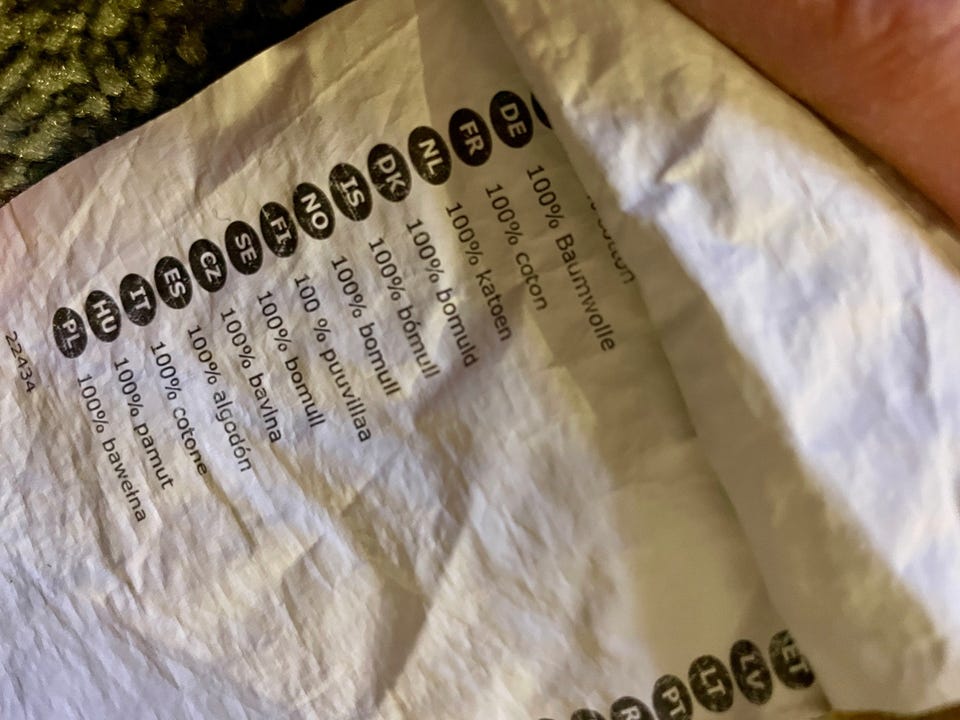 DE 100% Baumwolle
FR 100% coton
NL 100% katoen
DK 100% bomuld
IS 100% bómull
NO 100% bomull
FI 100 % puuvillaa
SE 100% bomull
CZ 100% bavlna
ES 100% algodón
IT 100% cotone
HU 100% pamut
PL 100% bawełna
22434
ET
LV
LT
PT